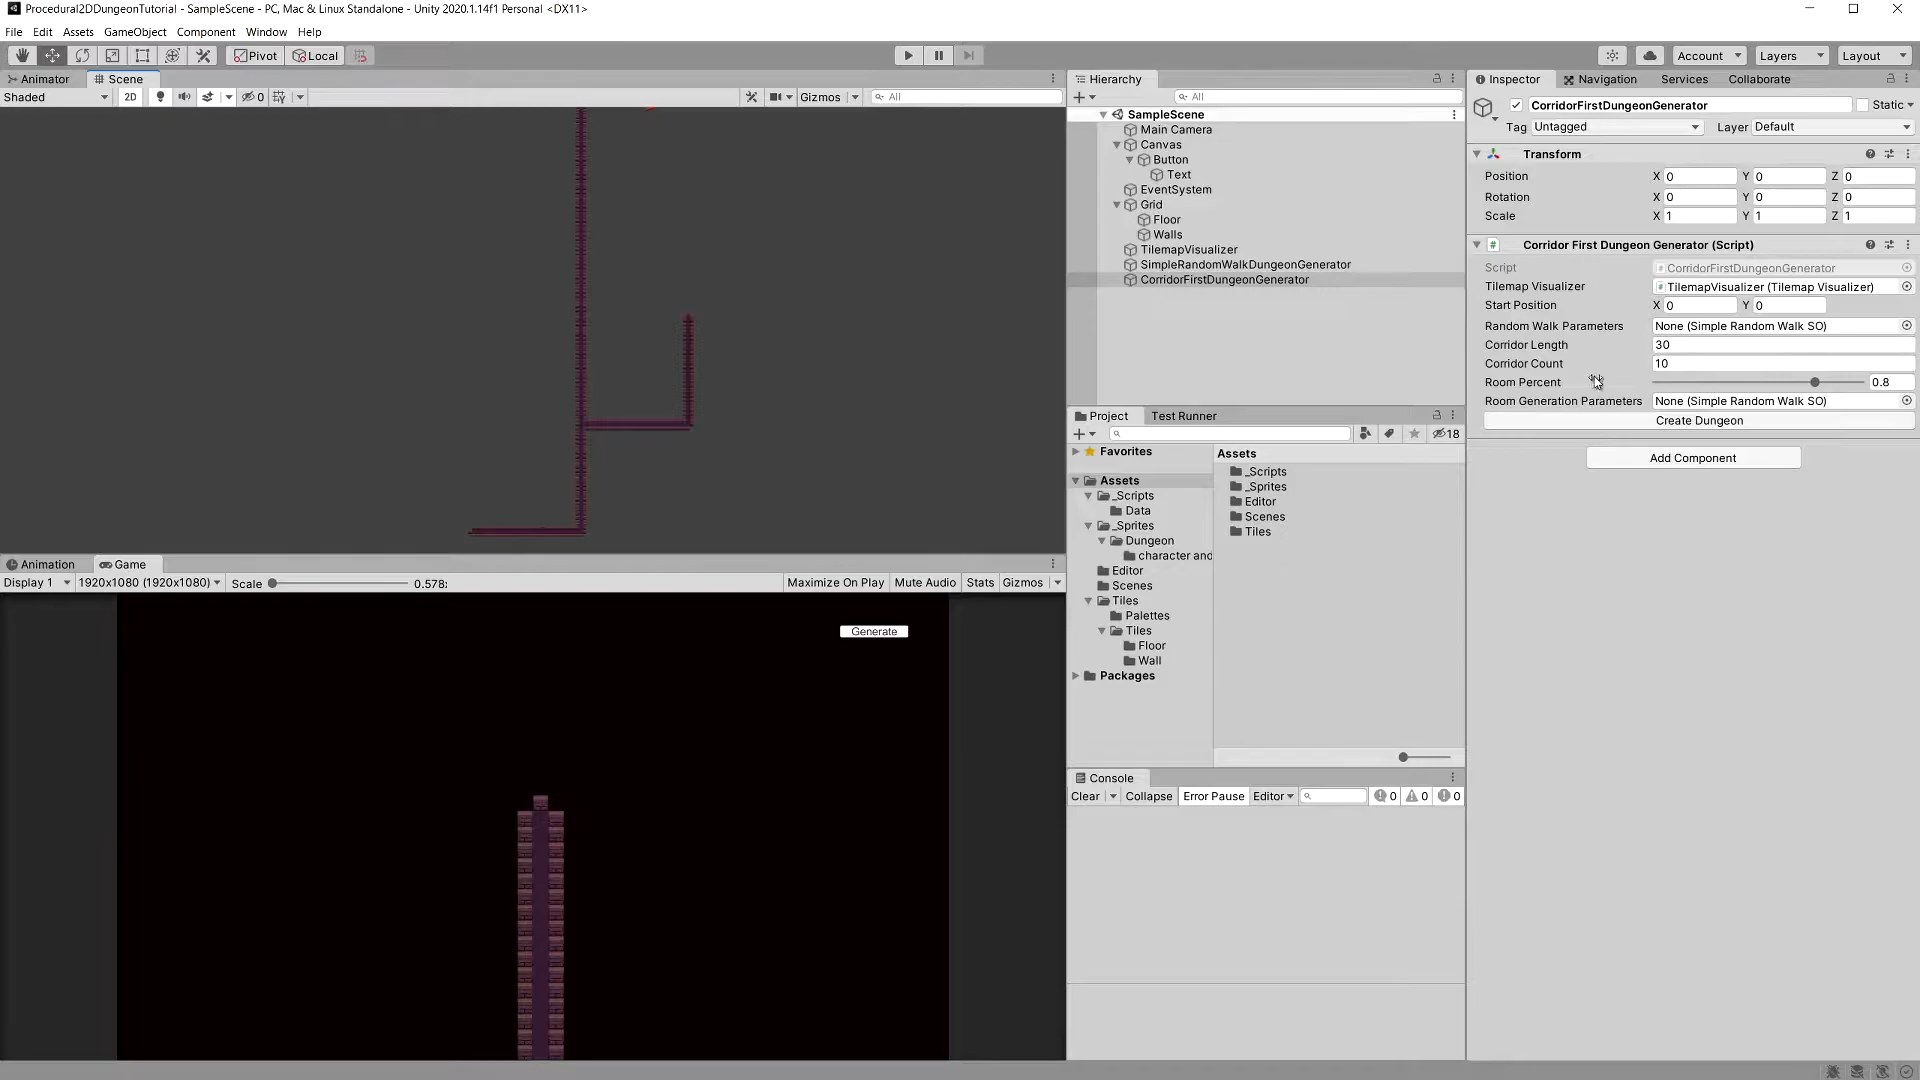 Procedural2DDungeonTutorial - SampleScene - PC, Mac & Linux Standalone - Unity 2020.1.14f1 Personal <DX11>
File Edit Assets GameObject Component Window Help
Pivot Local Account Layers Layout
Animator Scene
Shaded 2D 0 Gizmos All
Hierarchy
All
SampleScene
Main Camera
Canvas
Button
Text
EventSystem
Grid
Floor
Walls
TilemapVisualizer
SimpleRandomWalkDungeonGenerator
CorridorFirstDungeonGenerator
Inspector Navigation Services Collaborate
CorridorFirstDungeonGenerator Static
Tag Untagged Layer Default
Transform
Position X 0 Y 0 Z 0
Rotation X 0 Y 0 Z 0
Scale X 1 Y 1 Z 1
# Corridor First Dungeon Generator (Script)
Script CorridorFirstDungeonGenerator
Tilemap Visualizer TilemapVisualizer (Tilemap Visualizer)
Start Position X 0 Y 0
Random Walk Parameters None (Simple Random Walk SO)
Corridor Length 30
Corridor Count 10
Room Percent 0.8
Room Generation Parameters None (Simple Random Walk SO)
Create Dungeon
Add Component
Project Test Runner
18
Favorites
Assets
_Scripts
Data
_Sprites
Dungeon
character and
Editor
Scenes
Tiles
Palettes
Tiles
Floor
Wall
Packages
Assets
_Scripts
_Sprites
Editor
Scenes
Tiles
Animation Game
Display 1 1920x1080 (1920x1080) Scale 0.578: Maximize On Play Mute Audio Stats Gizmos
Generate
Console
Clear Collapse Error Pause Editor 0 0 0